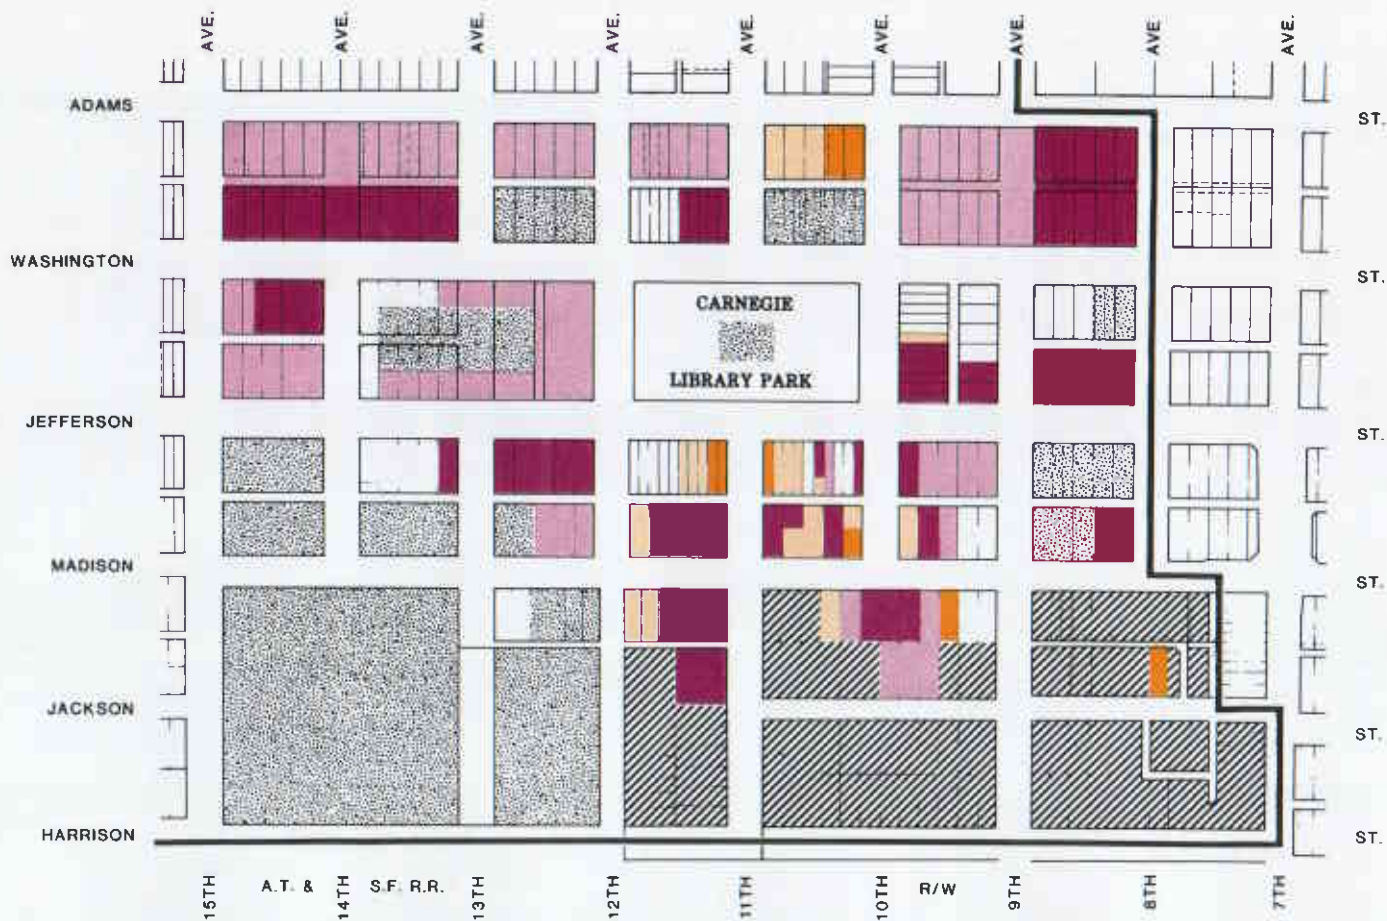 AVE. AVE. AVE. AVE. AVE. AVE. AVE. AVE AVE.
ADAMS ST.
WASHINGTON ST.
CARNEGIE
LIBRARY PARK
JEFFERSON ST.
MADISON ST.
JACKSON ST.
HARRISON ST.
15TH A.T. & 14TH S.F. R.R. 13TH 12TH 11TH 10TH R/W 9TH 8TH 7TH